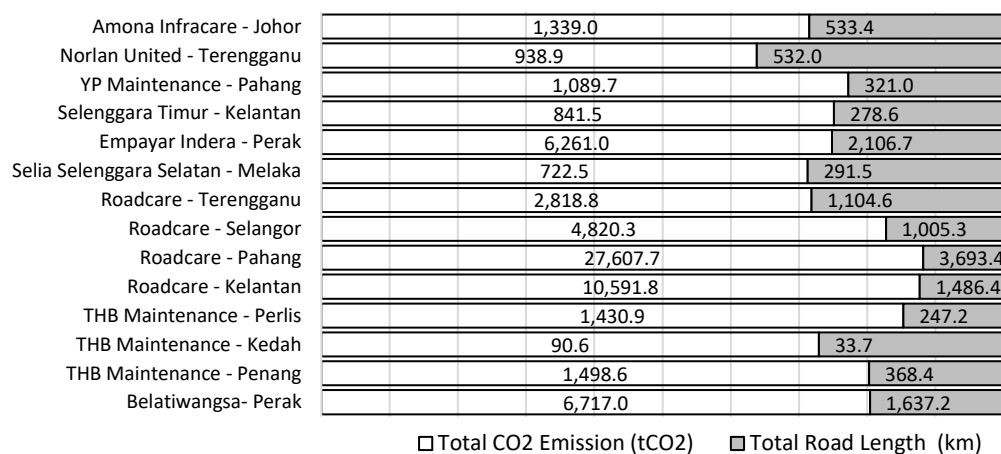 Amona Infracare - Johor 1,339.0 533.4
Norlan United - Terengganu 938.9 532.0
YP Maintenance - Pahang 1,089.7 321.0
Selenggara Timur - Kelantan 841.5 278.6
Empayar Indera - Perak 6,261.0 2,106.7
Selia Selenggara Selatan - Melaka 722.5 291.5
Roadcare - Terengganu 2,818.8 1,104.6
Roadcare - Selangor 4,820.3 1,005.3
Roadcare - Pahang 27,607.7 3,693.4
Roadcare - Kelantan 10,591.8 1,486.4
THB Maintenance - Perlis 1,430.9 247.2
THB Maintenance - Kedah 90.6 33.7
THB Maintenance - Penang 1,498.6 368.4
Belatiwangsa- Perak 6,717.0 1,637.2
Total CO2 Emission (tCO2) Total Road Length (km)